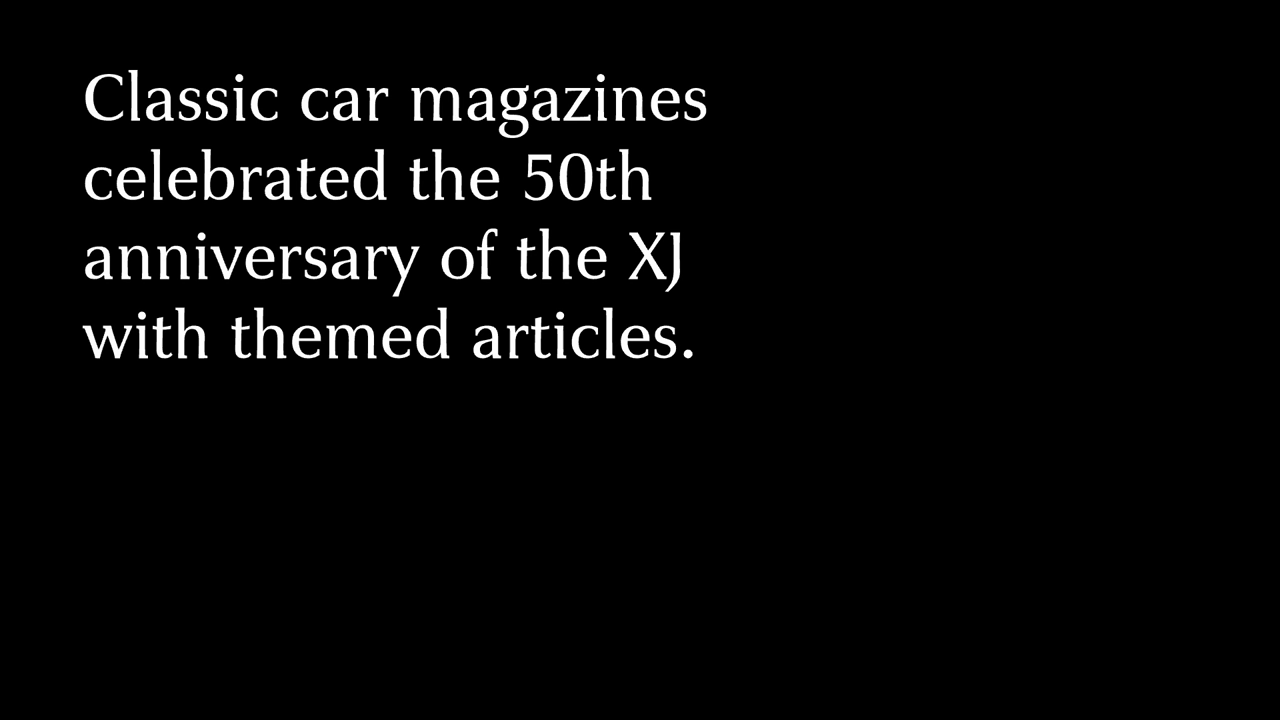 Classic car magazines
celebrated the 50th
anniversary of the XJ
with themed articles.